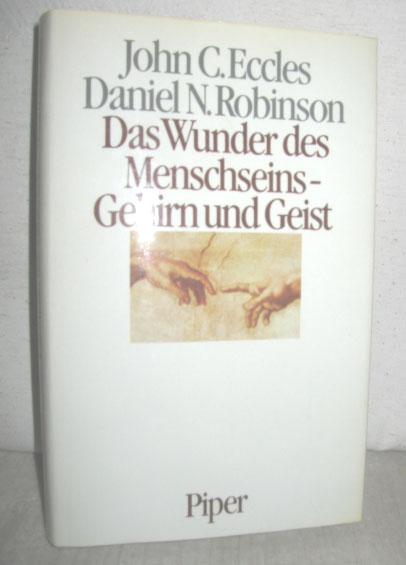 John C. Eccles
Daniel N. Robinson
Das Wunder des
Menschseins –
Gehirn und Geist
Piper